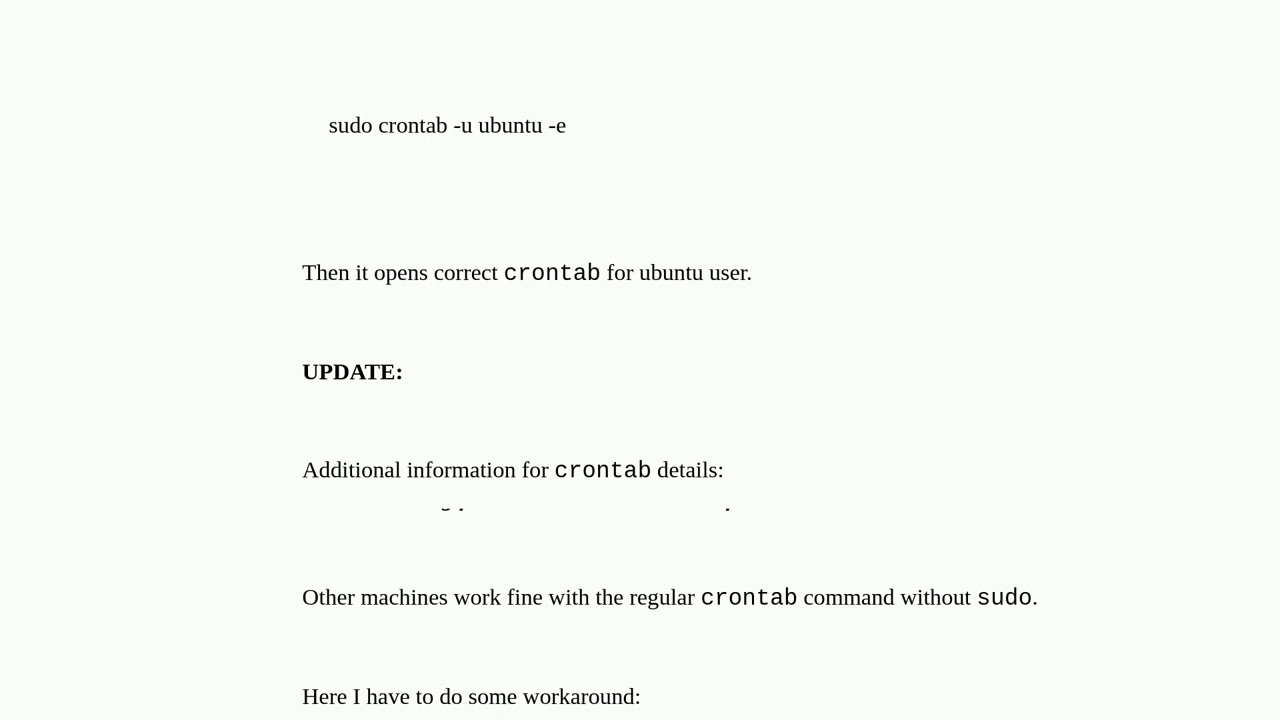 sudo crontab -u ubuntu -e
Then it opens correct crontab for ubuntu user.
UPDATE:
Additional information for crontab details:
Other machines work fine with the regular crontab command without sudo.
Here I have to do some workaround: